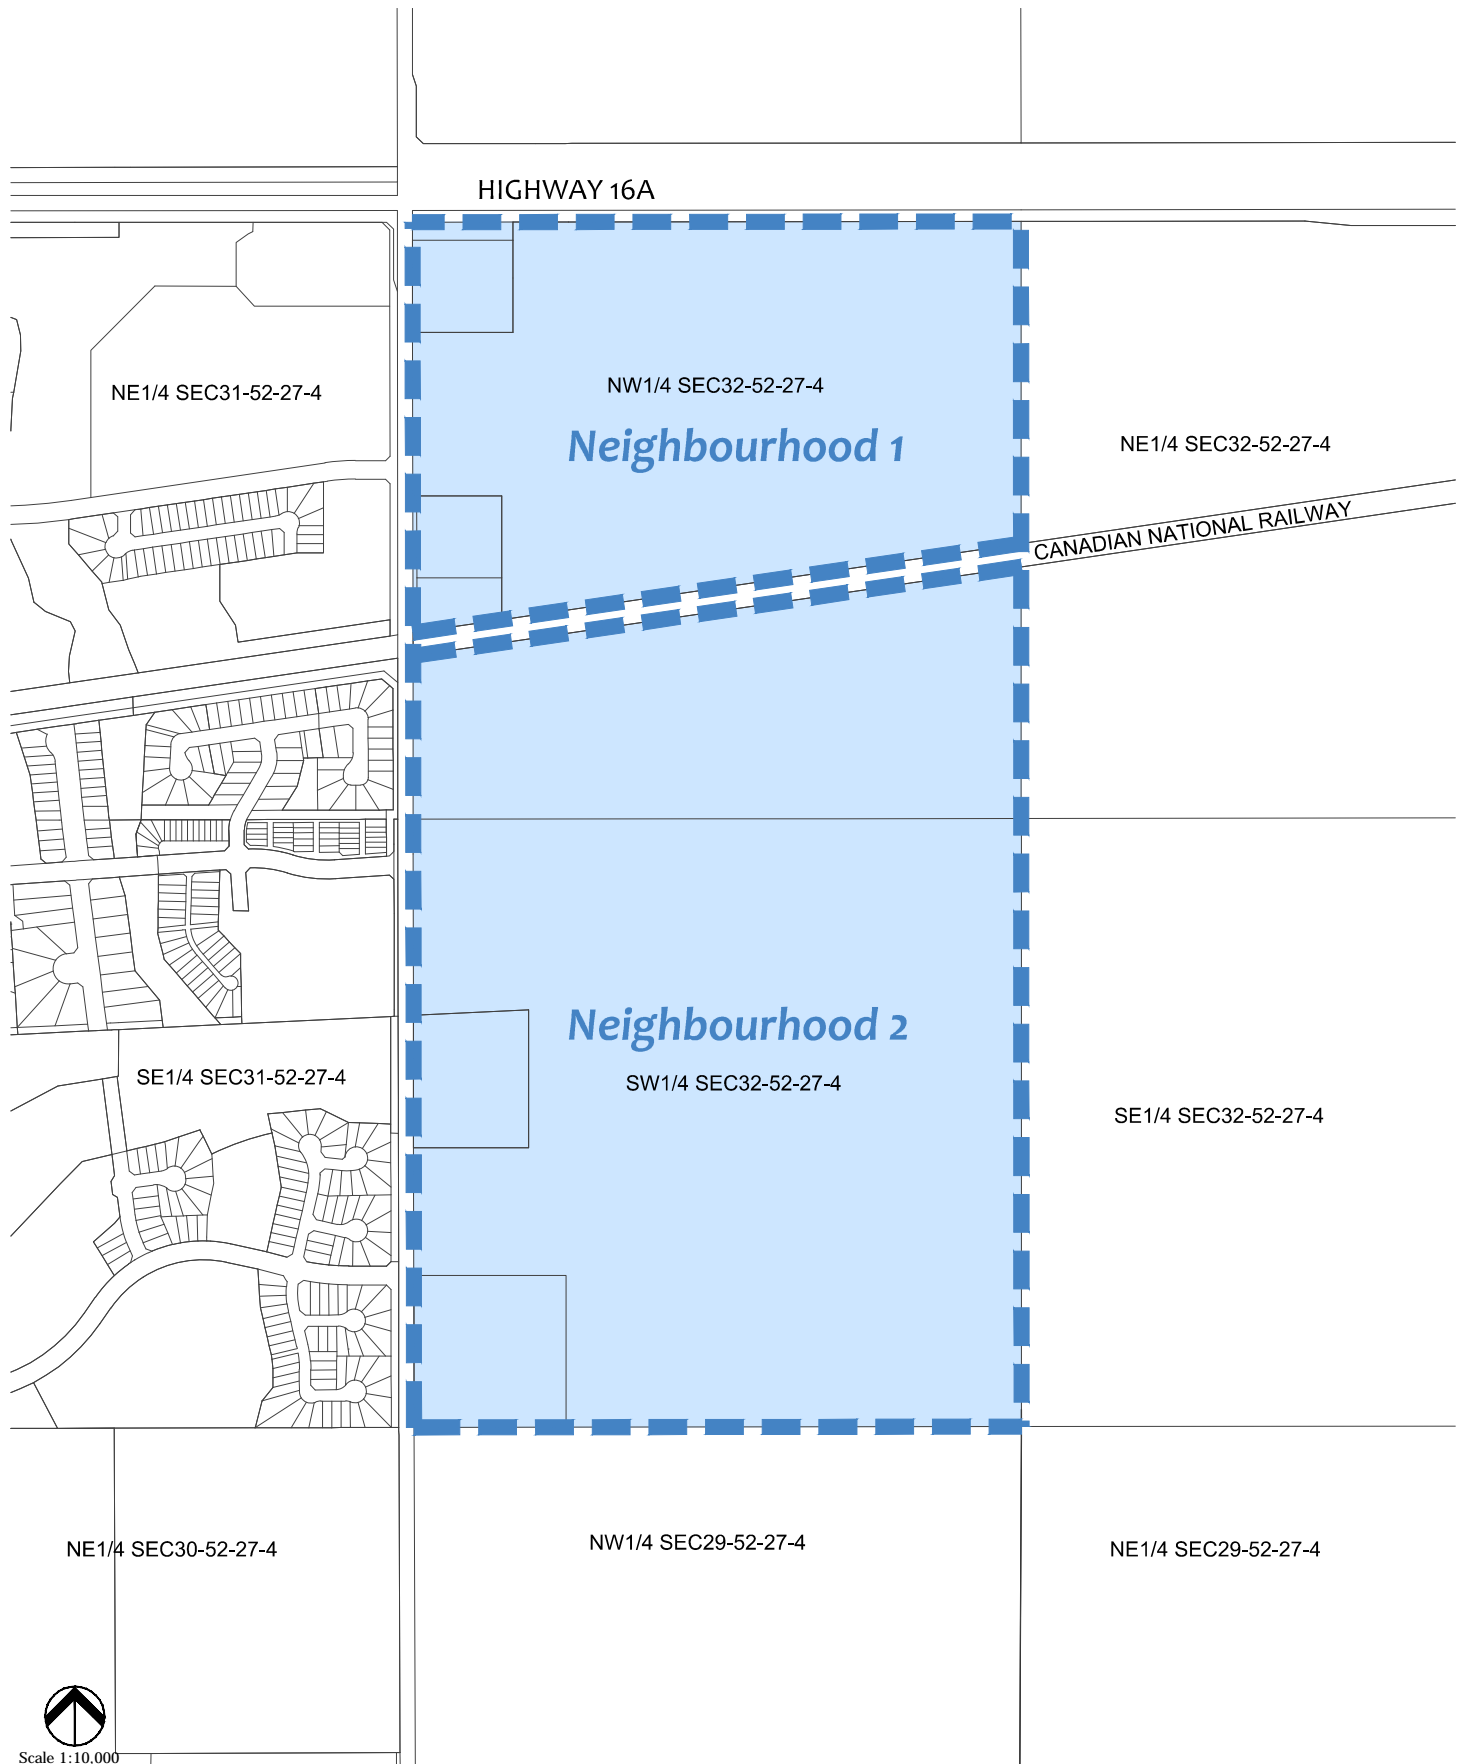 HIGHWAY 16A
NE1/4 SEC31-52-27-4
NW1/4 SEC32-52-27-4
Neighbourhood 1
NE1/4 SEC32-52-27-4
CANADIAN NATIONAL RAILWAY
Neighbourhood 2
SE1/4 SEC31-52-27-4
SW1/4 SEC32-52-27-4
SE1/4 SEC32-52-27-4
NE1/4 SEC30-52-27-4
NW1/4 SEC29-52-27-4
NE1/4 SEC29-52-27-4
Scale 1:10,000